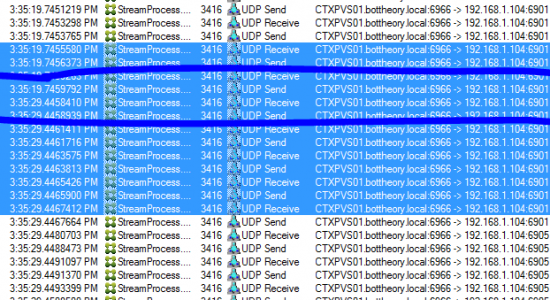 3:35:19.7451219 PM StreamProcess.... 3416 UDP Send CTXPVS01.bottheory.local:6966 -> 192.168.1.104:6901
3:35:19.7453298 PM StreamProcess.... 3416 UDP Receive CTXPVS01.bottheory.local:6966 -> 192.168.1.104:6901
3:35:19.7453765 PM StreamProcess.... 3416 UDP Send CTXPVS01.bottheory.local:6966 -> 192.168.1.104:6901
3:35:19.7455580 PM StreamProcess.... 3416 UDP Receive CTXPVS01.bottheory.local:6966 -> 192.168.1.104:6901
3:35:19.7456373 PM StreamProcess.... 3416 UDP Send CTXPVS01.bottheory.local:6966 -> 192.168.1.104:6901
StreamProcess.... 3416 UDP Receive CTXPVS01.bottheory.local:6966 -> 192.168.1.104:6901
3:35:19.7459792 PM StreamProcess.... 3416 UDP Send CTXPVS01.bottheory.local:6966 -> 192.168.1.104:6901
3:35:29.4458410 PM StreamProcess.... 3416 UDP Receive CTXPVS01.bottheory.local:6966 -> 192.168.1.104:6901
3:35:29.4458939 PM StreamProcess.... 3416 UDP Send CTXPVS01.bottheory.local:6966 -> 192.168.1.104:6901
3:35:29.4461411 PM StreamProcess.... 3416 UDP Receive CTXPVS01.bottheory.local:6966 -> 192.168.1.104:6901
3:35:29.4461716 PM StreamProcess.... 3416 UDP Send CTXPVS01.bottheory.local:6966 -> 192.168.1.104:6901
3:35:29.4463575 PM StreamProcess.... 3416 UDP Receive CTXPVS01.bottheory.local:6966 -> 192.168.1.104:6901
3:35:29.4463813 PM StreamProcess.... 3416 UDP Send CTXPVS01.bottheory.local:6966 -> 192.168.1.104:6901
3:35:29.4465426 PM StreamProcess.... 3416 UDP Receive CTXPVS01.bottheory.local:6966 -> 192.168.1.104:6901
3:35:29.4465900 PM StreamProcess.... 3416 UDP Send CTXPVS01.bottheory.local:6966 -> 192.168.1.104:6901
3:35:29.4467412 PM StreamProcess.... 3416 UDP Receive CTXPVS01.bottheory.local:6966 -> 192.168.1.104:6905
3:35:29.4467664 PM StreamProcess.... 3416 UDP Send CTXPVS01.bottheory.local:6966 -> 192.168.1.104:6905
3:35:29.4480703 PM StreamProcess.... 3416 UDP Receive CTXPVS01.bottheory.local:6966 -> 192.168.1.104:6905
3:35:29.4488473 PM StreamProcess.... 3416 UDP Send CTXPVS01.bottheory.local:6966 -> 192.168.1.104:6905
3:35:29.4491097 PM StreamProcess.... 3416 UDP Receive CTXPVS01.bottheory.local:6966 -> 192.168.1.104:6905
3:35:29.4491370 PM StreamProcess.... 3416 UDP Send CTXPVS01.bottheory.local:6966 -> 192.168.1.104:6905
3:35:29.4493399 PM StreamProcess.... 3416 UDP Receive CTXPVS01.bottheory.local:6966 -> 192.168.1.104:6905